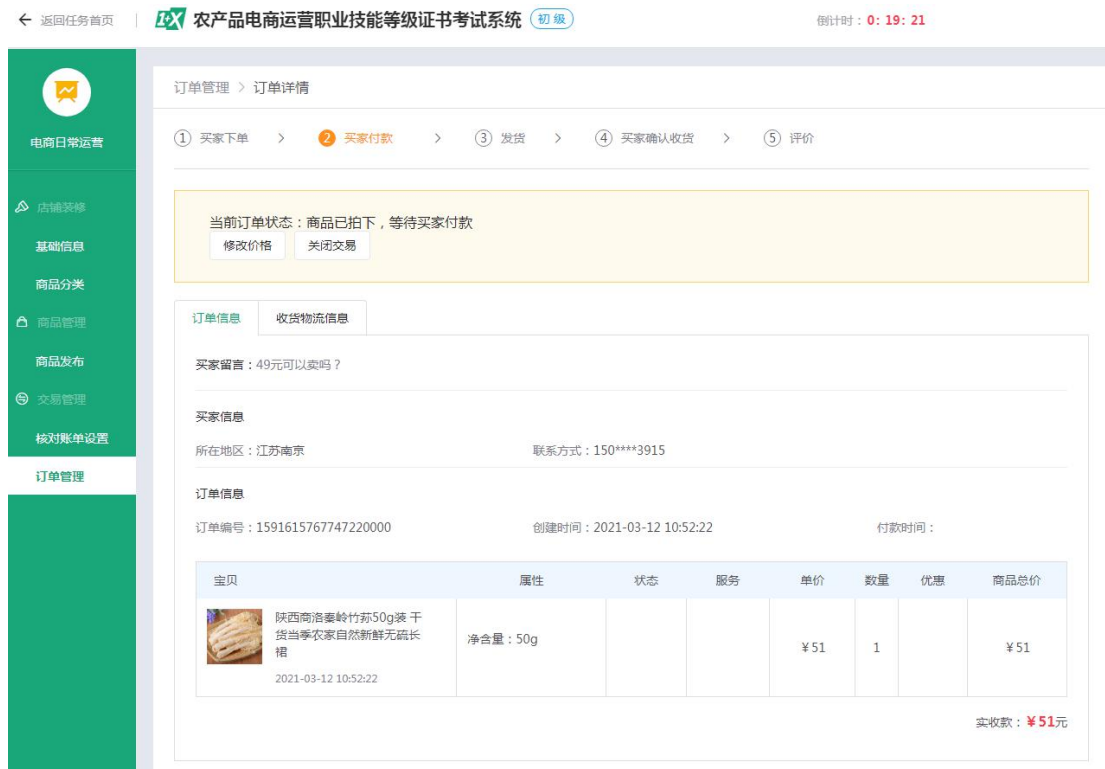 ← 返回任务首页 | 1+X 农产品电商运营职业技能等级证书考试系统 初级 倒计时：0: 19: 21
电商日常运营
店铺装修
基础信息
商品分类
商品管理
商品发布
交易管理
核对账单设置
订单管理
订单管理 > 订单详情
① 买家下单 > ② 买家付款 > ③ 发货 > ④ 买家确认收货 > ⑤ 评价
当前订单状态：商品已拍下，等待买家付款
修改价格 关闭交易
订单信息 收货物流信息
买家留言：49元可以卖吗？
买家信息
所在地区：江苏南京 联系方式：150****3915
订单信息
订单编号：1591615767747220000 创建时间：2021-03-12 10:52:22 付款时间：
宝贝 属性 状态 服务 单价 数量 优惠 商品总价
陕西商洛秦岭竹荪50g装 干
货当季农家自然新鲜无硫长
裙
2021-03-12 10:52:22
净含量：50g
¥51 1 ¥51
实收款：¥51元